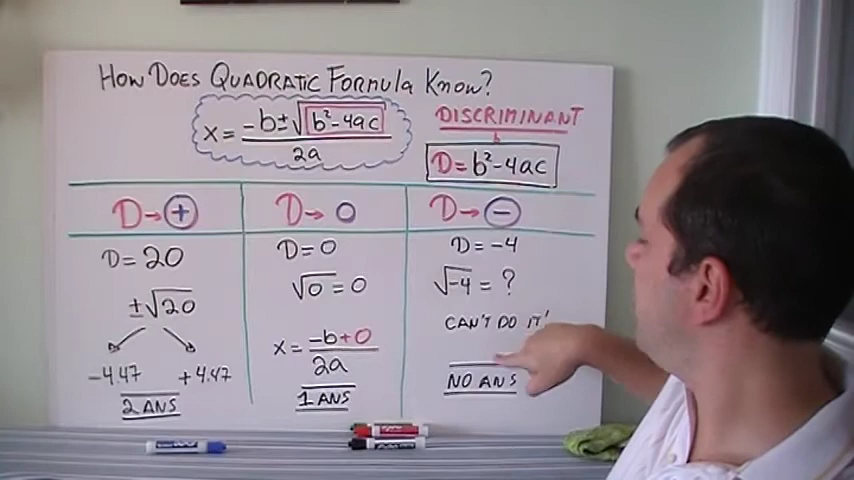 HOW DOES QUADRATIC FORMULA KNOW?
x = -b ± √b² - 4ac
2a
DISCRIMINANT
D = b² - 4ac
D → +
D = 20
± √20
-4.47 +4.47
2 ANS
D → 0
D = 0
√0 = 0
x = -b + 0
2a
1 ANS
D → -
D = -4
√-4 = ?
CAN'T DO IT!
NO ANS